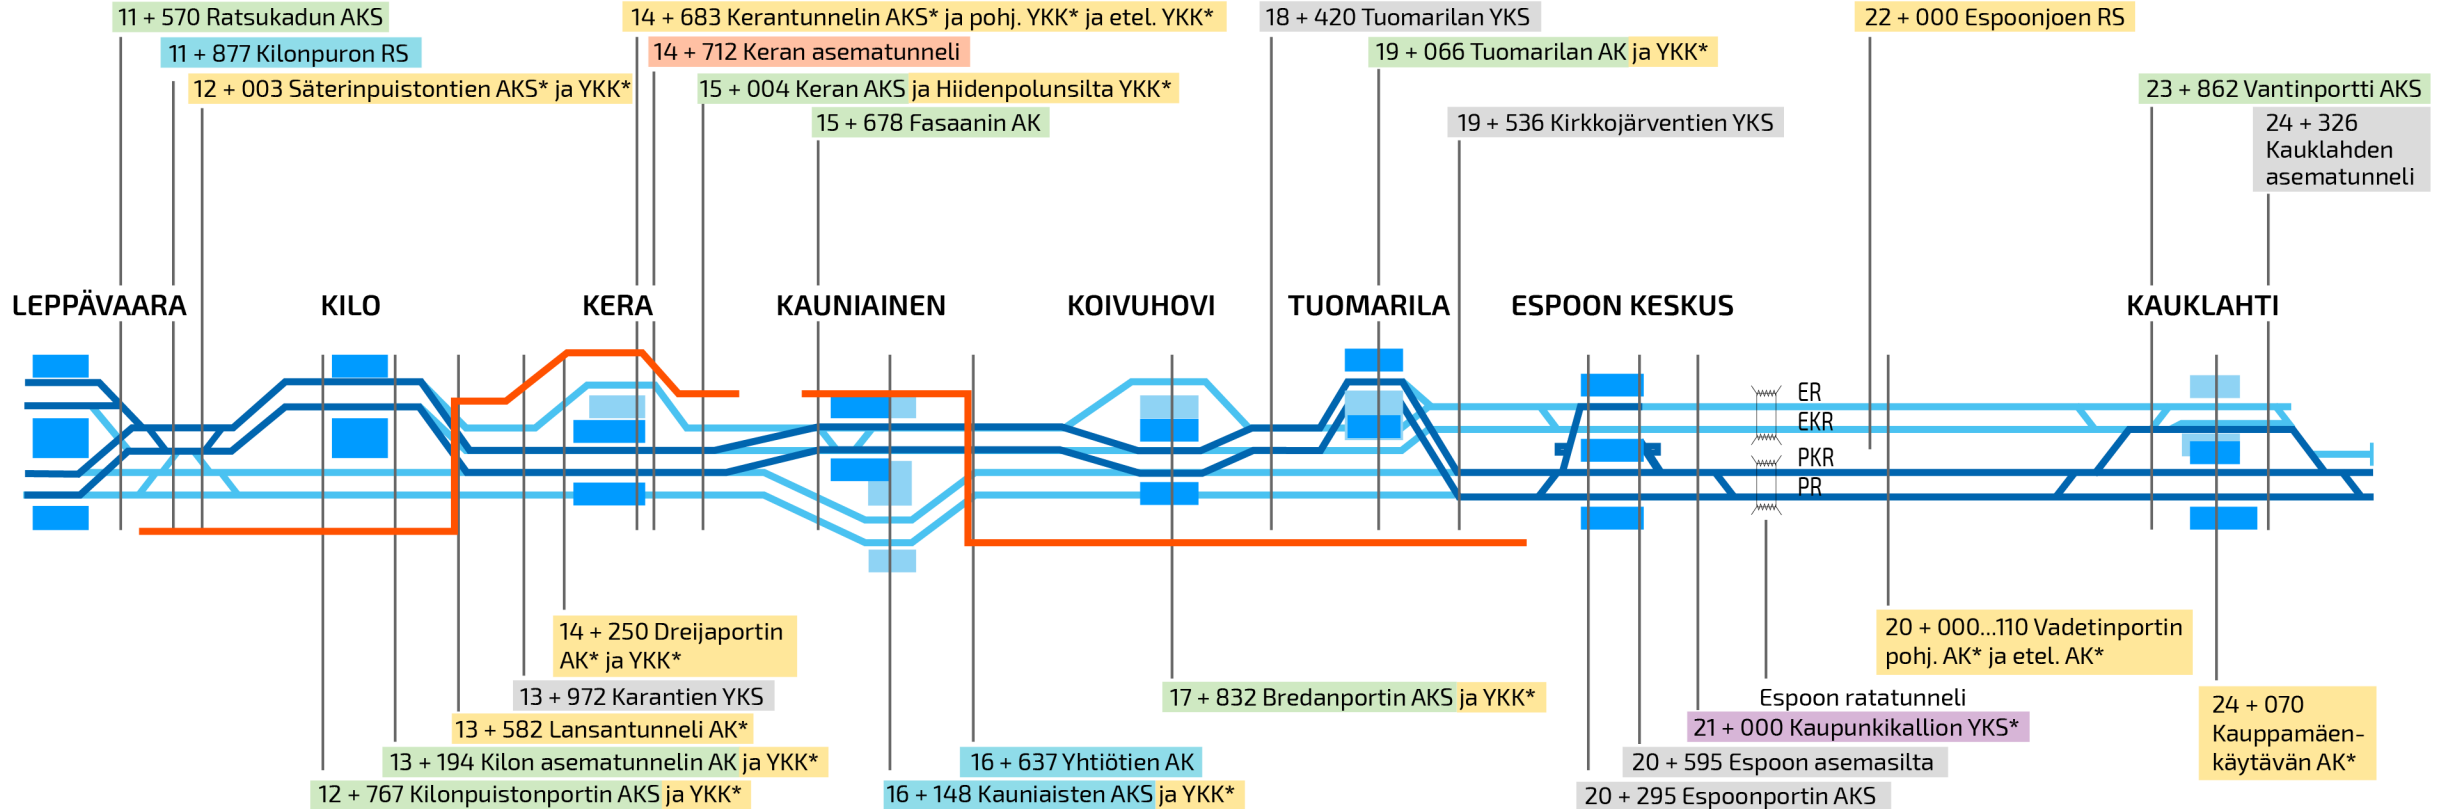 11 + 570 Ratsukadun AKS
14 + 683 Kerantunnelin AKS* ja pohj. YKK* ja etel. YKK*
18 + 420 Tuomarilan YKS
22 + 000 Espoonjoen RS
11 + 877 Kilonpuron RS
14 + 712 Keran asematunneli
19 + 066 Tuomarilan AK ja YKK*
12 + 003 Säterinpuistontien AKS* ja YKK*
15 + 004 Keran AKS ja Hiidenpolunsilta YKK*
23 + 862 Vantinportti AKS
15 + 678 Fasaanin AK
19 + 536 Kirkkojärventien YKS
24 + 326
Kauklahden
asematunneli
LEPPÄVAARA
KILO
KERA
KAUNIAINEN
KOIVUHOVI
TUOMARILA
ESPOON KESKUS
KAUKLAHTI
ER
EKR
PKR
PR
14 + 250 Dreijaportin
AK* ja YKK*
20 + 000...110 Vadetinportin
pohj. AK* ja etel. AK*
13 + 972 Karantien YKS
17 + 832 Bredanportin AKS ja YKK*
Espoon ratatunneli
24 + 070
Kauppamäen-
käytävän AK*
13 + 582 Lansantunneli AK*
21 + 000 Kaupunkikallion YKS*
13 + 194 Kilon asematunnelin AK ja YKK*
16 + 637 Yhtiötien AK
20 + 595 Espoon asemasilta
12 + 767 Kilonpuistonportin AKS ja YKK*
16 + 148 Kauniaisten AKS ja YKK*
20 + 295 Espoonportin AKS